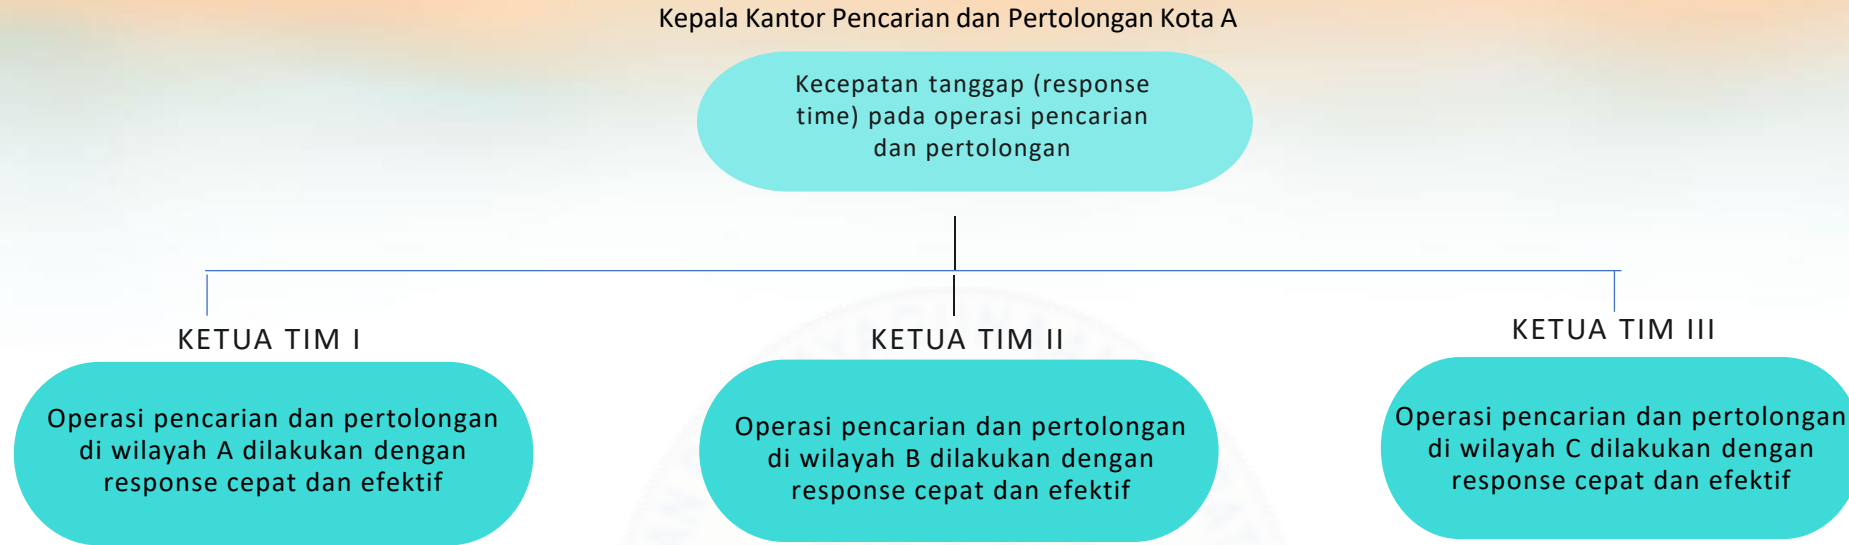 Kepala Kantor Pencarian dan Pertolongan Kota A
Kecepatan tanggap (response
time) pada operasi pencarian
dan pertolongan
KETUA TIM I
Operasi pencarian dan pertolongan
di wilayah A dilakukan dengan
response cepat dan efektif
KETUA TIM II
Operasi pencarian dan pertolongan
di wilayah B dilakukan dengan
response cepat dan efektif
KETUA TIM III
Operasi pencarian dan pertolongan
di wilayah C dilakukan dengan
response cepat dan efektif